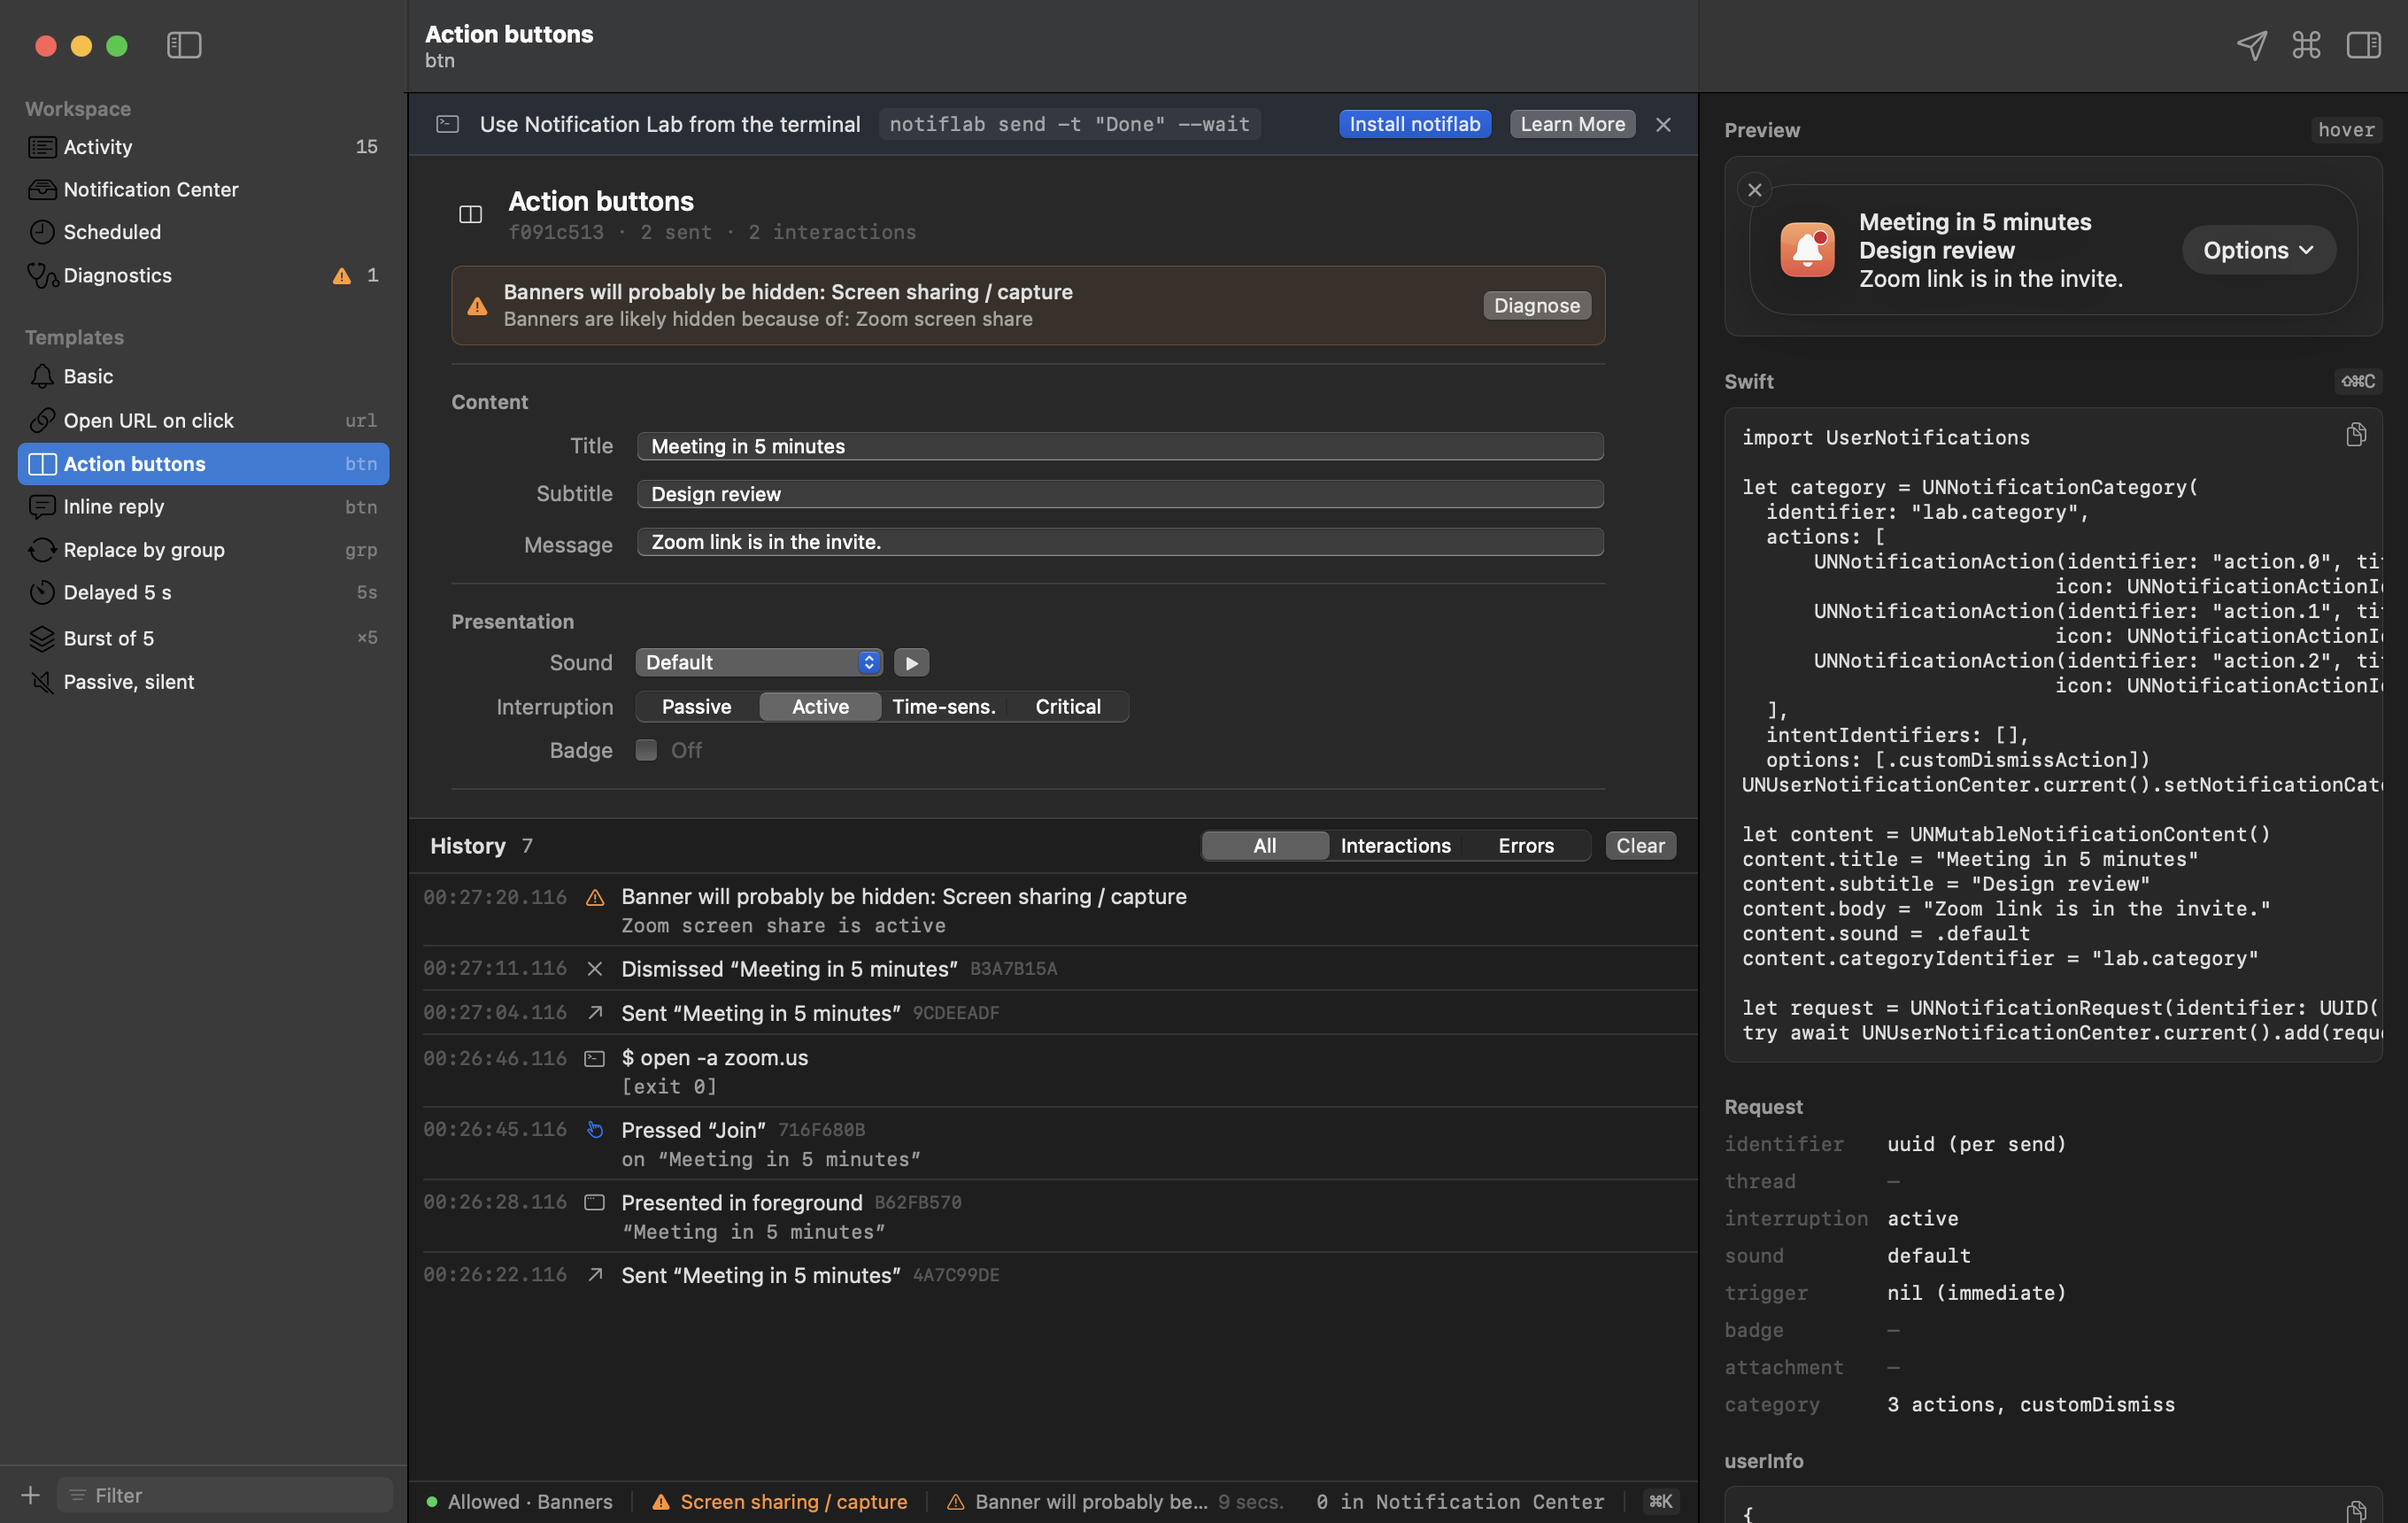 Action buttons
btn
Workspace
Activity 15
Notification Center
Scheduled
Diagnostics 1
Templates
Basic
Open URL on click url
Action buttons btn
Inline reply btn
Replace by group grp
Delayed 5 s 5s
Burst of 5 ×5
Passive, silent
Filter
Use Notification Lab from the terminal notiflab send -t "Done" --wait Install notiflab Learn More
Action buttons
f091c513 · 2 sent · 2 interactions
Banners will probably be hidden: Screen sharing / capture
Banners are likely hidden because of: Zoom screen share
Diagnose
Content
Title Meeting in 5 minutes
Subtitle Design review
Message Zoom link is in the invite.
Presentation
Sound Default
Interruption Passive Active Time-sens. Critical
Badge Off
History 7 All Interactions Errors Clear
00:27:20.116 Banner will probably be hidden: Screen sharing / capture
Zoom screen share is active
00:27:11.116 Dismissed “Meeting in 5 minutes” B3A7B15A
00:27:04.116 Sent “Meeting in 5 minutes” 9CDEEADF
00:26:46.116 $ open -a zoom.us
[exit 0]
00:26:45.116 Pressed “Join” 716F680B
on “Meeting in 5 minutes”
00:26:28.116 Presented in foreground B62FB570
“Meeting in 5 minutes”
00:26:22.116 Sent “Meeting in 5 minutes” 4A7C99DE
Allowed · Banners Screen sharing / capture Banner will probably be… 9 secs. 0 in Notification Center ⌘K
Preview hover
Meeting in 5 minutes
Design review
Zoom link is in the invite.
Options
Swift ⇧⌘C
import UserNotifications
let category = UNNotificationCategory(
identifier: "lab.category",
actions: [
UNNotificationAction(identifier: "action.0", ti
icon: UNNotificationActionI
UNNotificationAction(identifier: "action.1", ti
icon: UNNotificationActionI
UNNotificationAction(identifier: "action.2", ti
icon: UNNotificationActionI
],
intentIdentifiers: [],
options: [.customDismissAction])
UNUserNotificationCenter.current().setNotificationCat
let content = UNMutableNotificationContent()
content.title = "Meeting in 5 minutes"
content.subtitle = "Design review"
content.body = "Zoom link is in the invite."
content.sound = .default
content.categoryIdentifier = "lab.category"
let request = UNNotificationRequest(identifier: UUID(
try await UNUserNotificationCenter.current().add(requ
Request
identifier uuid (per send)
thread —
interruption active
sound default
trigger nil (immediate)
badge —
attachment —
category 3 actions, customDismiss
userInfo
{